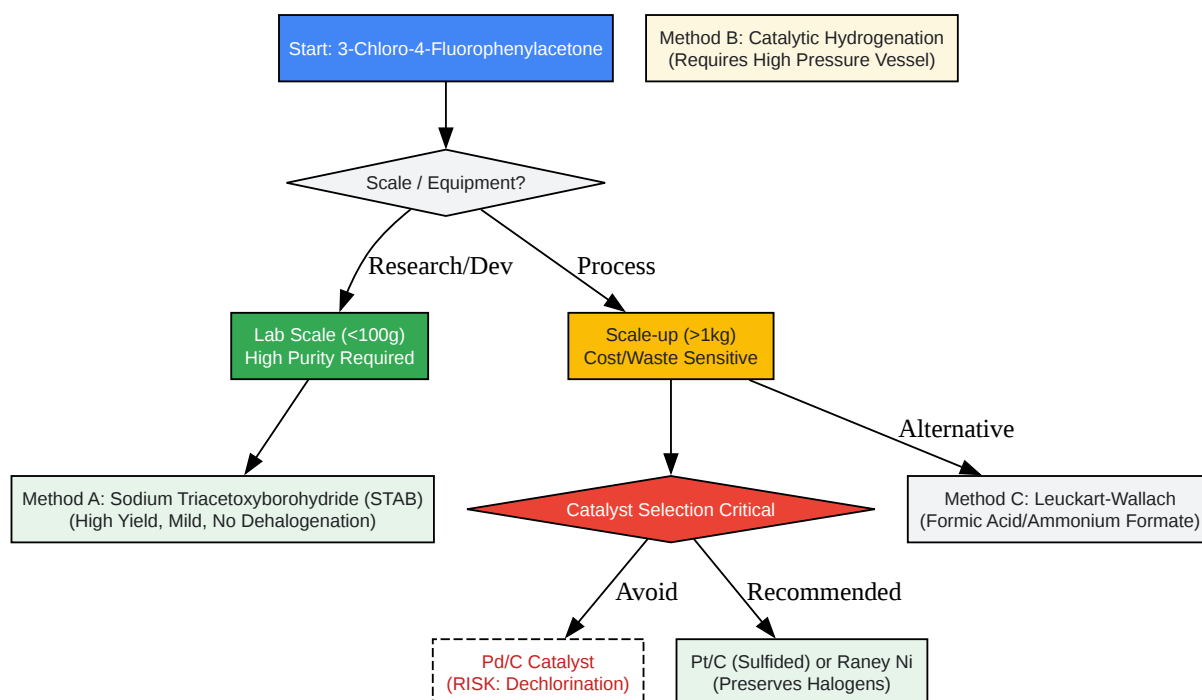 Start: 3-Chloro-4-Fluorophenylacetone
Method B: Catalytic Hydrogenation
(Requires High Pressure Vessel)
Scale / Equipment?
Research/Dev
Process
Lab Scale (<100g)
High Purity Required
Scale-up (>1kg)
Cost/Waste Sensitive
Alternative
Method A: Sodium Triacetoxyborohydride (STAB)
(High Yield, Mild, No Dehalogenation)
Catalyst Selection Critical
Method C: Leuckart-Wallach
(Formic Acid/Ammonium Formate)
Avoid
Recommended
Pd/C Catalyst
(RISK: Dechlorination)
Pt/C (Sulfided) or Raney Ni
(Preserves Halogens)